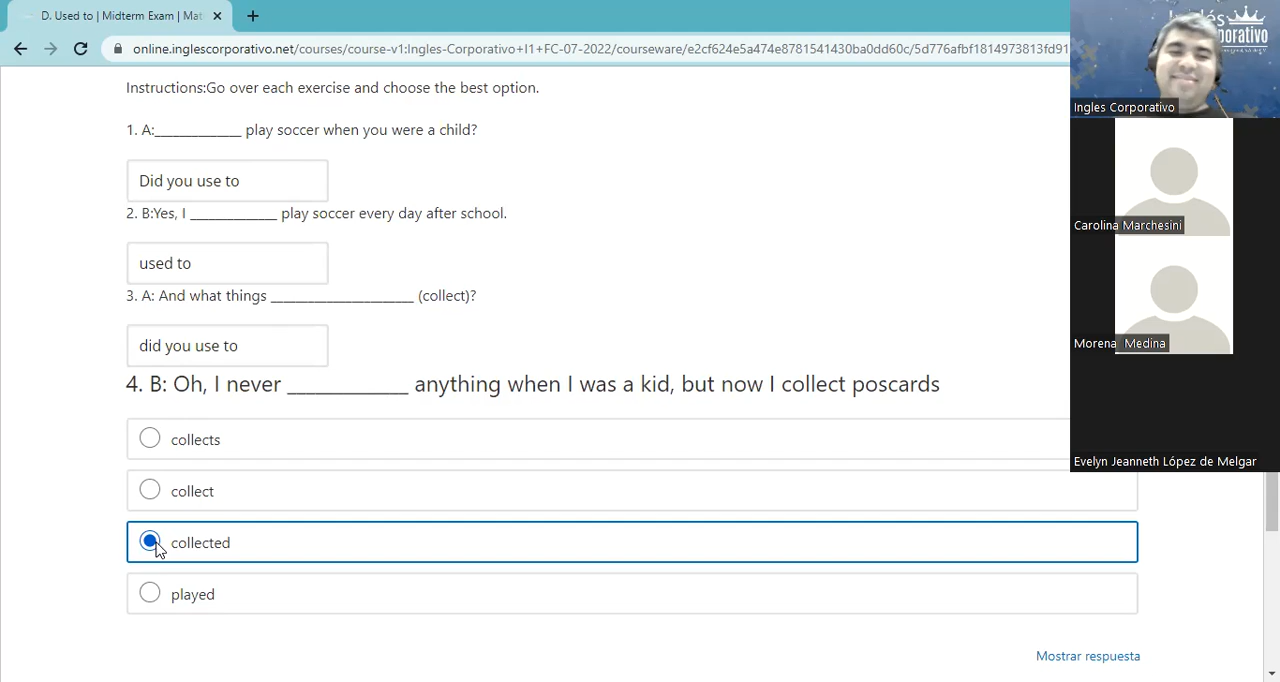 D. Used to | Midterm Exam | Mat
online.inglescorporativo.net/courses/course-v1:Ingles-Corporativo+I1+FC-07-2022/courseware/e2cf624e5a474e8781541430ba0dd60c/5d776afbf1814973813fd91
Instructions:Go over each exercise and choose the best option.
1. A:_____________ play soccer when you were a child?
Did you use to
2. B:Yes, I _____________ play soccer every day after school.
used to
3. A: And what things _____________________ (collect)?
did you use to
4. B: Oh, I never ____________ anything when I was a kid, but now I collect poscards
collects
collect
collected
played
Mostrar respuesta
Ingles Corporativo
Carolina Marchesini
Morena Medina
Evelyn Jeanneth López de Melgar